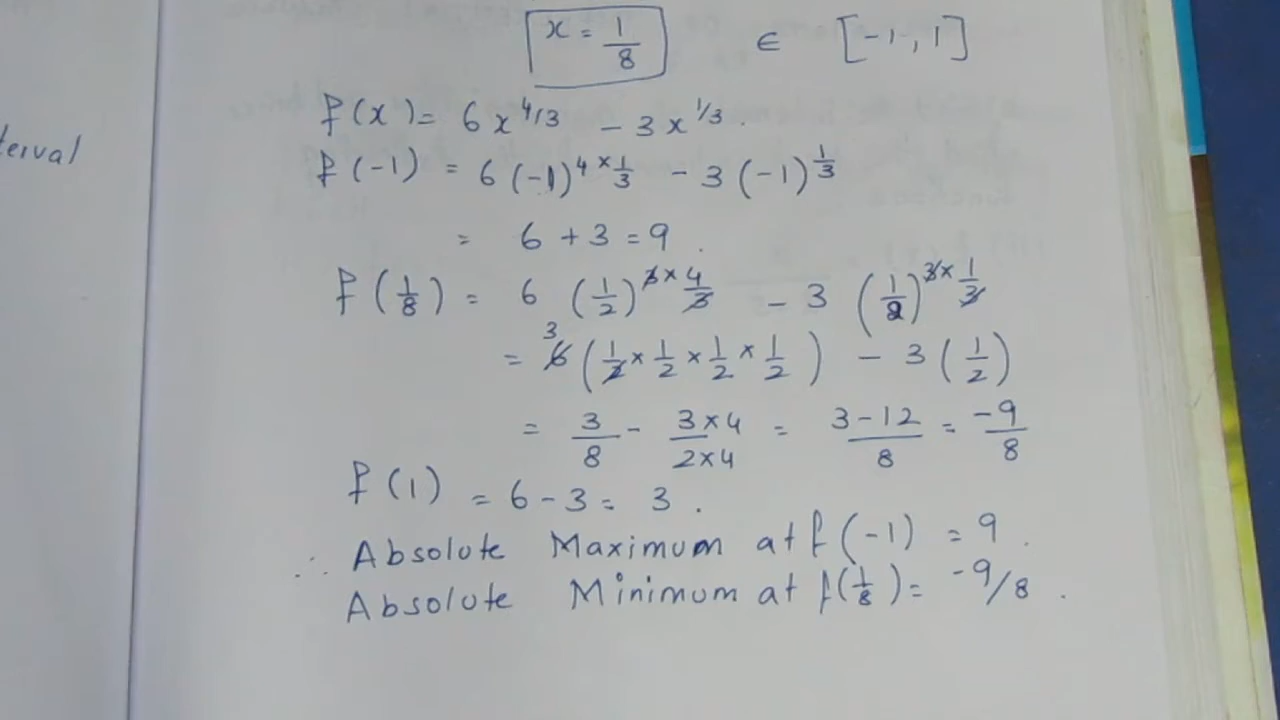 x = 1/8 ∈ [-1, 1]
terval
f(x) = 6x^4/3 - 3x^1/3.
f(-1) = 6(-1)^4×1/3 - 3(-1)^1/3
= 6 + 3 = 9.
f(1/8) = 6 (1/2)^3×4/3 - 3 (1/2)^3×1/3
= 6 3 (1/2 × 1/2 × 1/2 × 1/2) - 3 (1/2)
= 3/8 - 3×4/2×4 = 3-12/8 = -9/8
f(1) = 6 - 3 = 3.
∴ Absolute Maximum at f(-1) = 9.
Absolute Minimum at f(1/8) = -9/8.